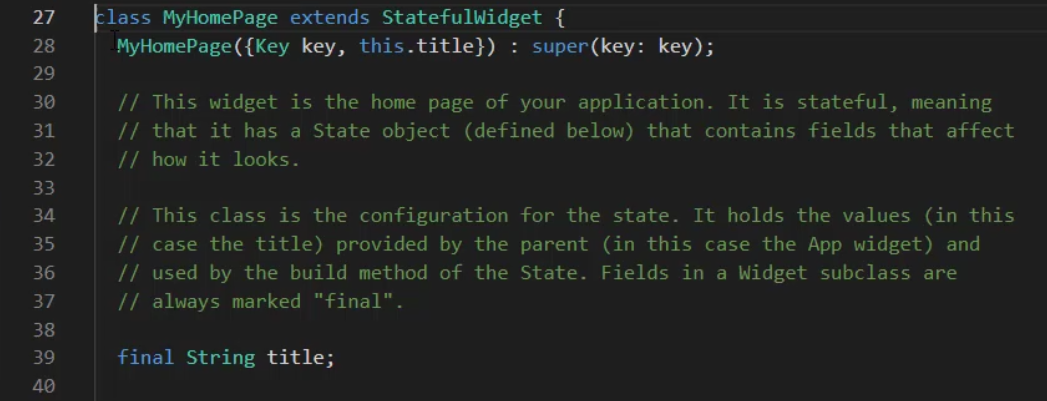 27 class MyHomePage extends StatefulWidget {
28 MyHomePage({Key key, this.title}) : super(key: key);
29
30 // This widget is the home page of your application. It is stateful, meaning
31 // that it has a State object (defined below) that contains fields that affect
32 // how it looks.
33
34 // This class is the configuration for the state. It holds the values (in this
35 // case the title) provided by the parent (in this case the App widget) and
36 // used by the build method of the State. Fields in a Widget subclass are
37 // always marked "final".
38
39 final String title;
40